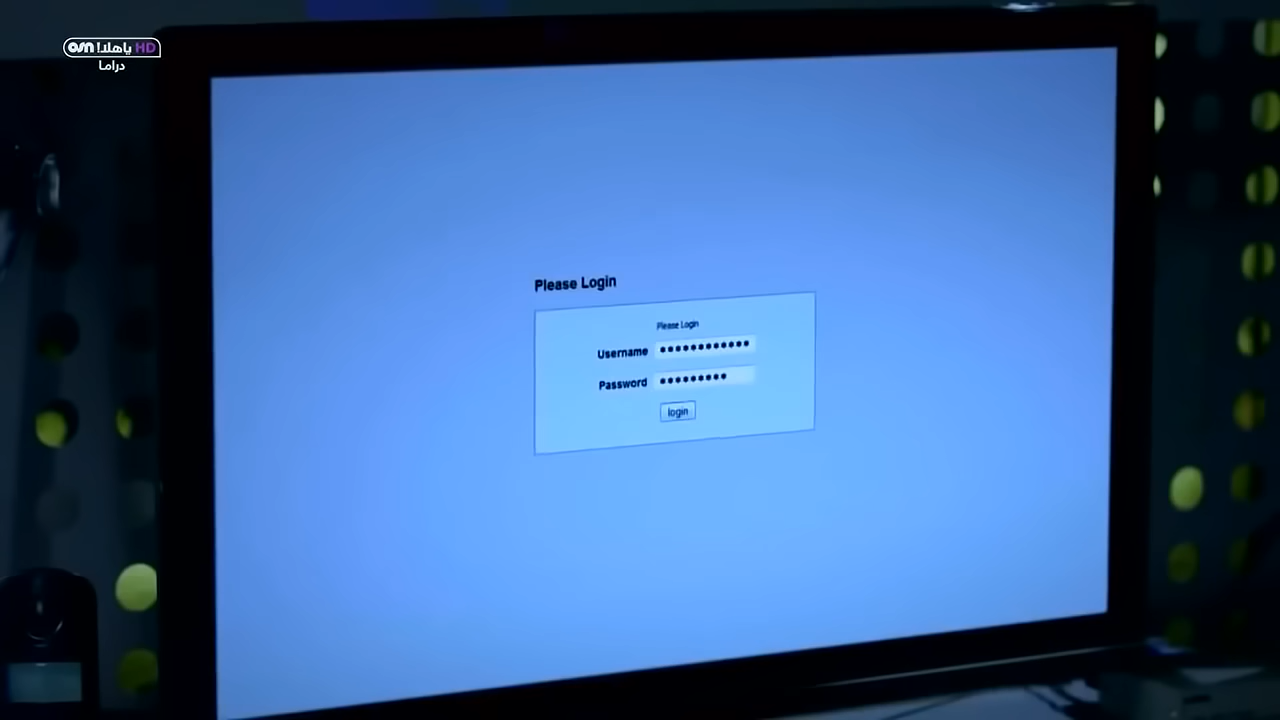 osn ياهلا! HD
دراما
Please Login
Please Login
Username ••••••••••••
Password •••••••••
login